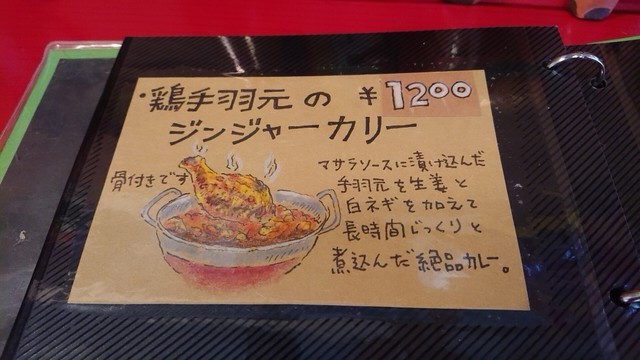 ・鶏手羽元の ¥1200
ジンジャーカリー
骨付きです
マサラソースに漬け込んだ
手羽元を生姜と
白ネギを加えて
長時間じっくりと
煮込んだ絶品カレー。